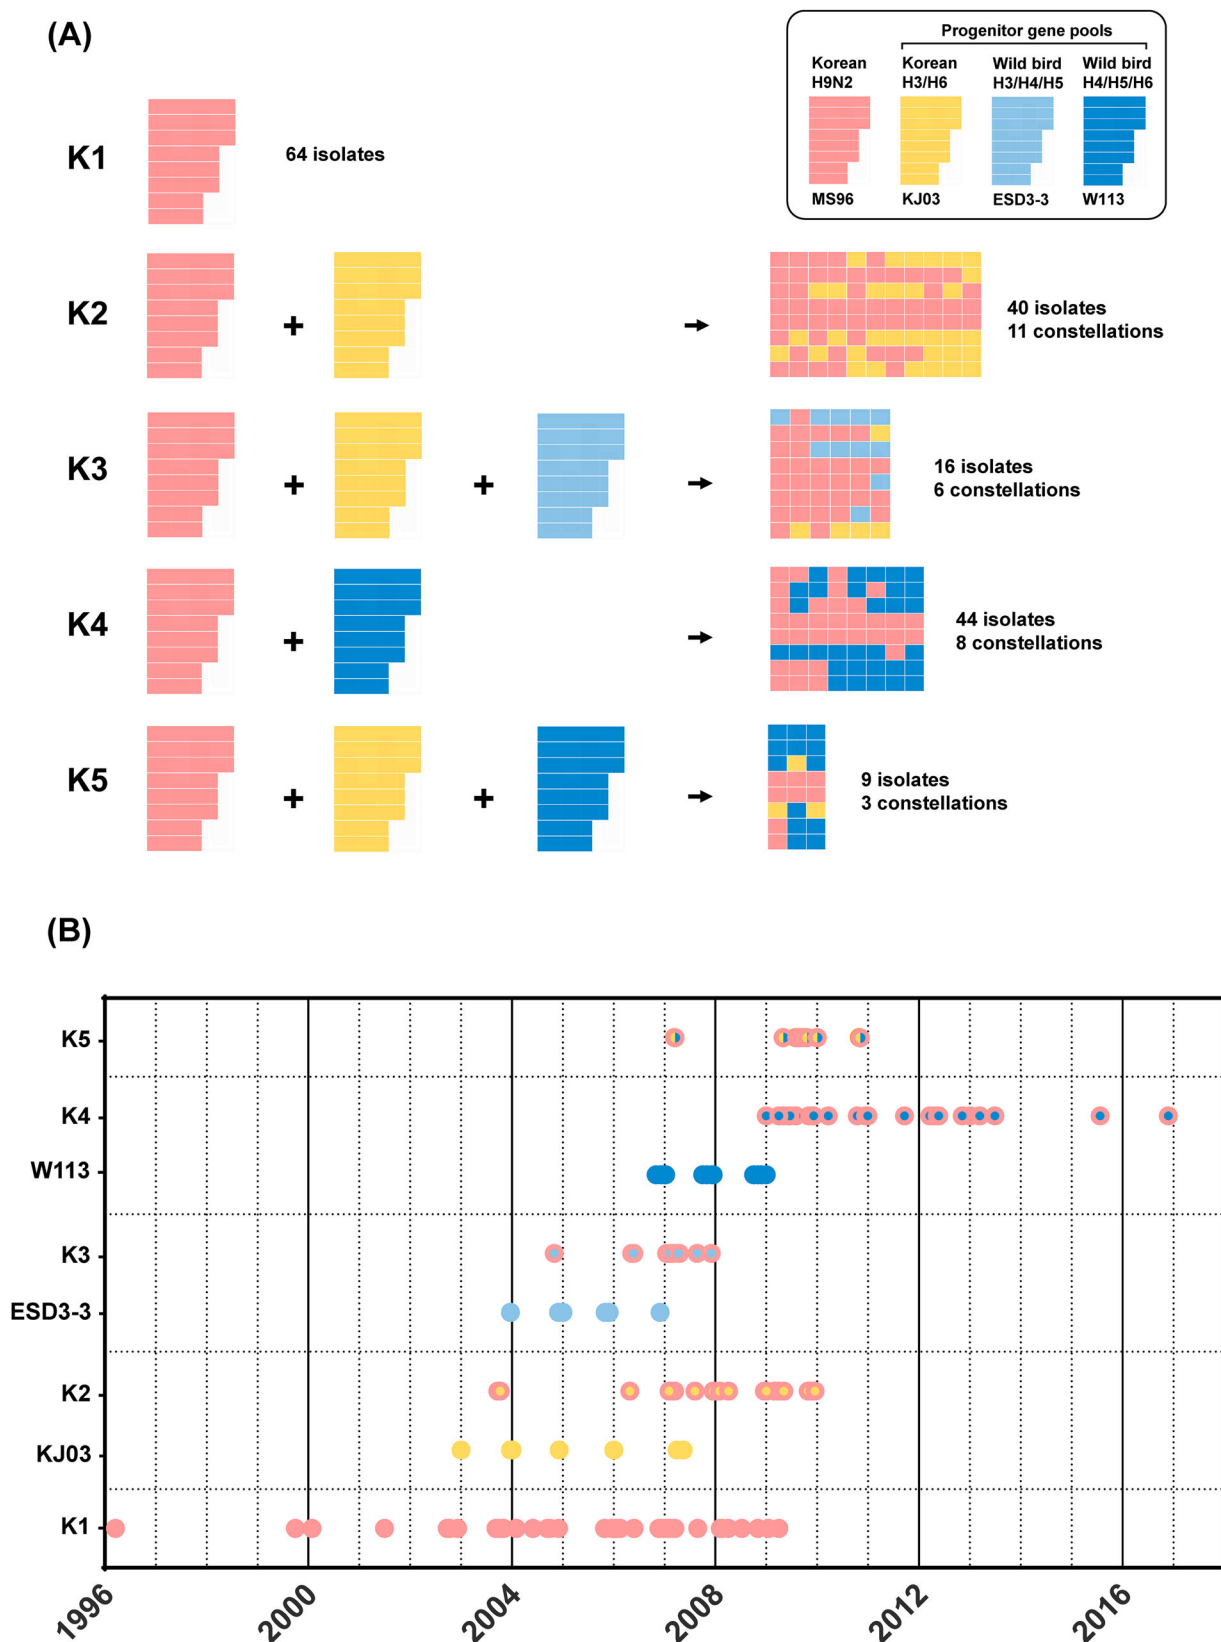 (A)
Progenitor gene pools
Korean H9N2
Korean H3/H6
Wild bird H3/H4/H5
Wild bird H4/H5/H6
MS96
KJ03
ESD3-3
W113
K1
64 isolates
K2
+
40 isolates
11 constellations
K3
+
+
16 isolates
6 constellations
K4
+
44 isolates
8 constellations
K5
+
+
9 isolates
3 constellations
(B)
K5
K4
W113
K3
ESD3-3
K2
KJ03
K1
1996
2000
2004
2008
2012
2016